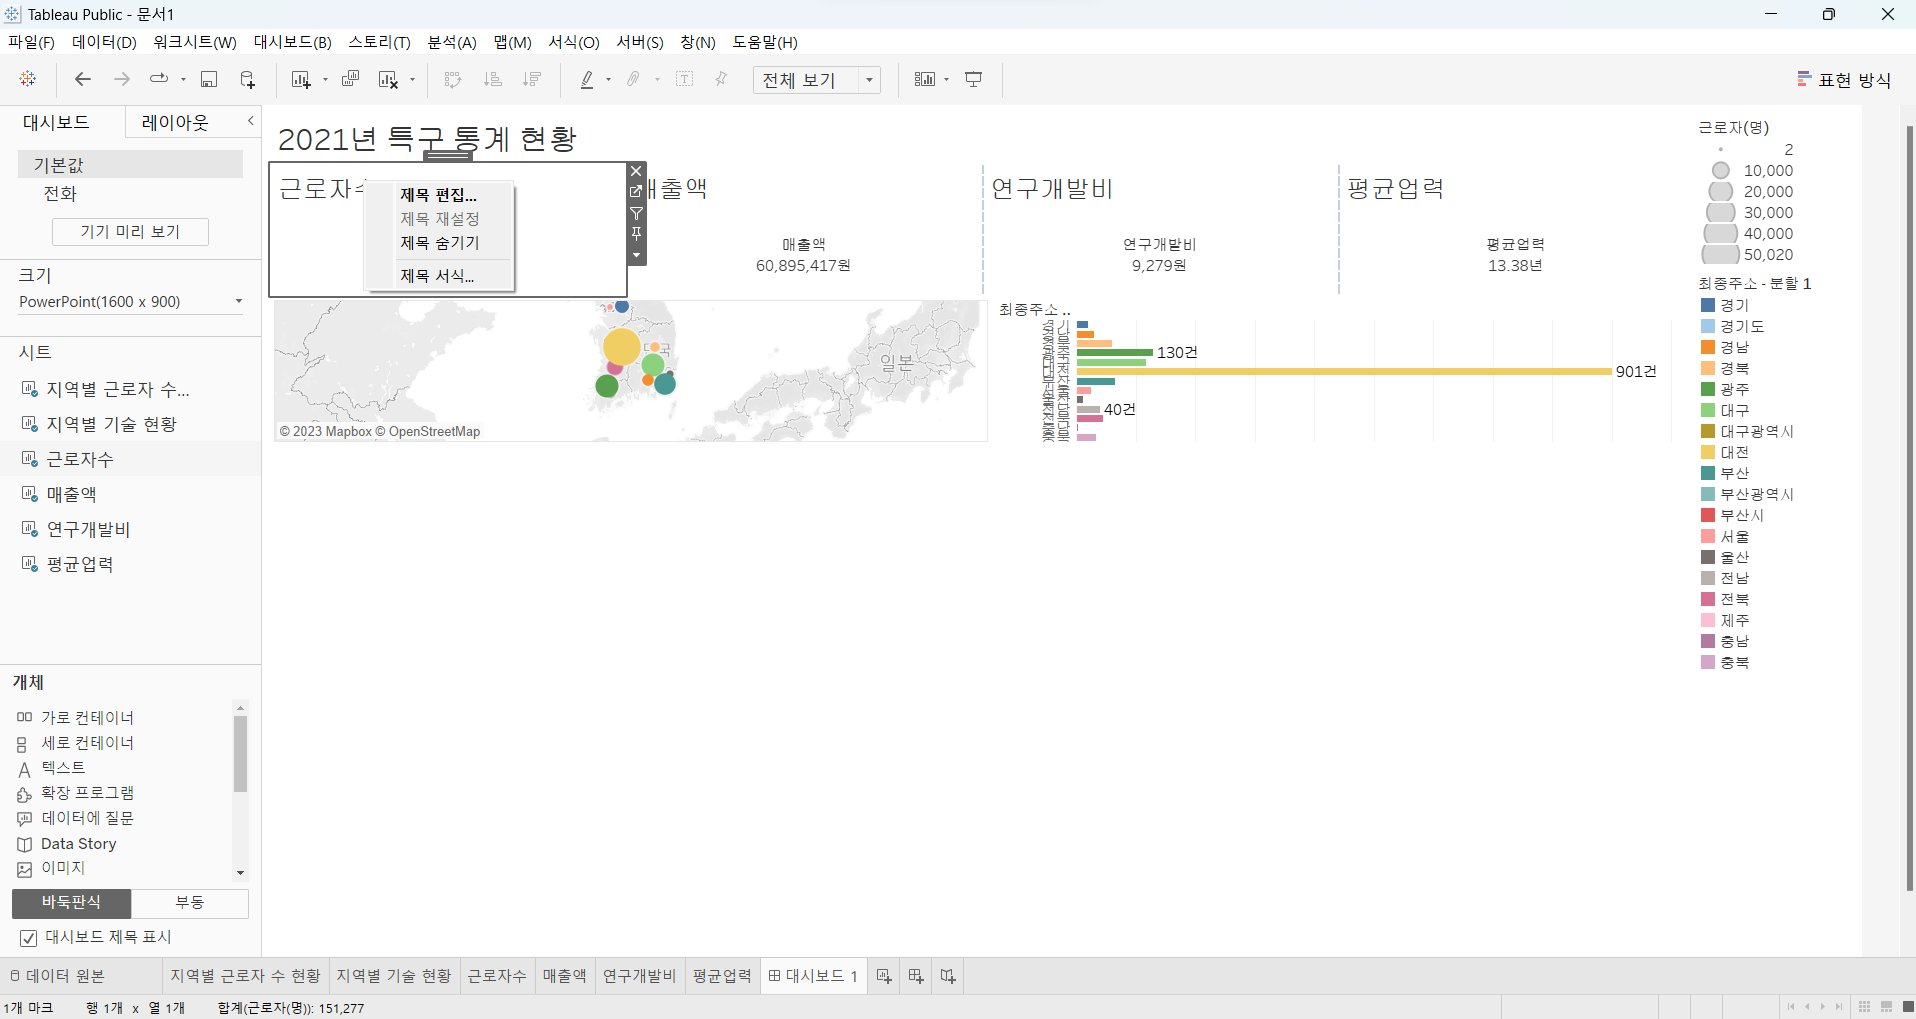 Tableau Public - 문서1
파일(F) 데이터(D) 워크시트(W) 대시보드(B) 스토리(T) 분석(A) 맵(M) 서식(O) 서버(S) 창(N) 도움말(H)
전체 보기
표현 방식
대시보드 레이아웃
기본값
전화
기기 미리 보기
크기
PowerPoint(1600 x 900)
시트
지역별 근로자 수...
지역별 기술 현황
근로자수
매출액
연구개발비
평균업력
개체
가로 컨테이너
세로 컨테이너
텍스트
확장 프로그램
데이터에 질문
Data Story
이미지
바둑판식 부동
대시보드 제목 표시
2021년 특구 통계 현황
근로자수
제목 편집...
제목 재설정
제목 숨기기
제목 서식...
매출액
매출액
60,895,417원
연구개발비
연구개발비
9,279원
평균업력
평균업력
13.38년
일본
© 2023 Mapbox © OpenStreetMap
최종주소 ..
130건
901건
40건
근로자(명)
2
10,000
20,000
30,000
40,000
50,020
최종주소 - 분할 1
경기
경기도
경남
경북
광주
대구
대구광역시
대전
부산
부산광역시
부산시
서울
울산
전남
전북
제주
충남
충북
데이터 원본 지역별 근로자 수 현황 지역별 기술 현황 근로자수 매출액 연구개발비 평균업력 대시보드 1
1개 마크 행 1개 x 열 1개 합계(근로자(명)): 151,277